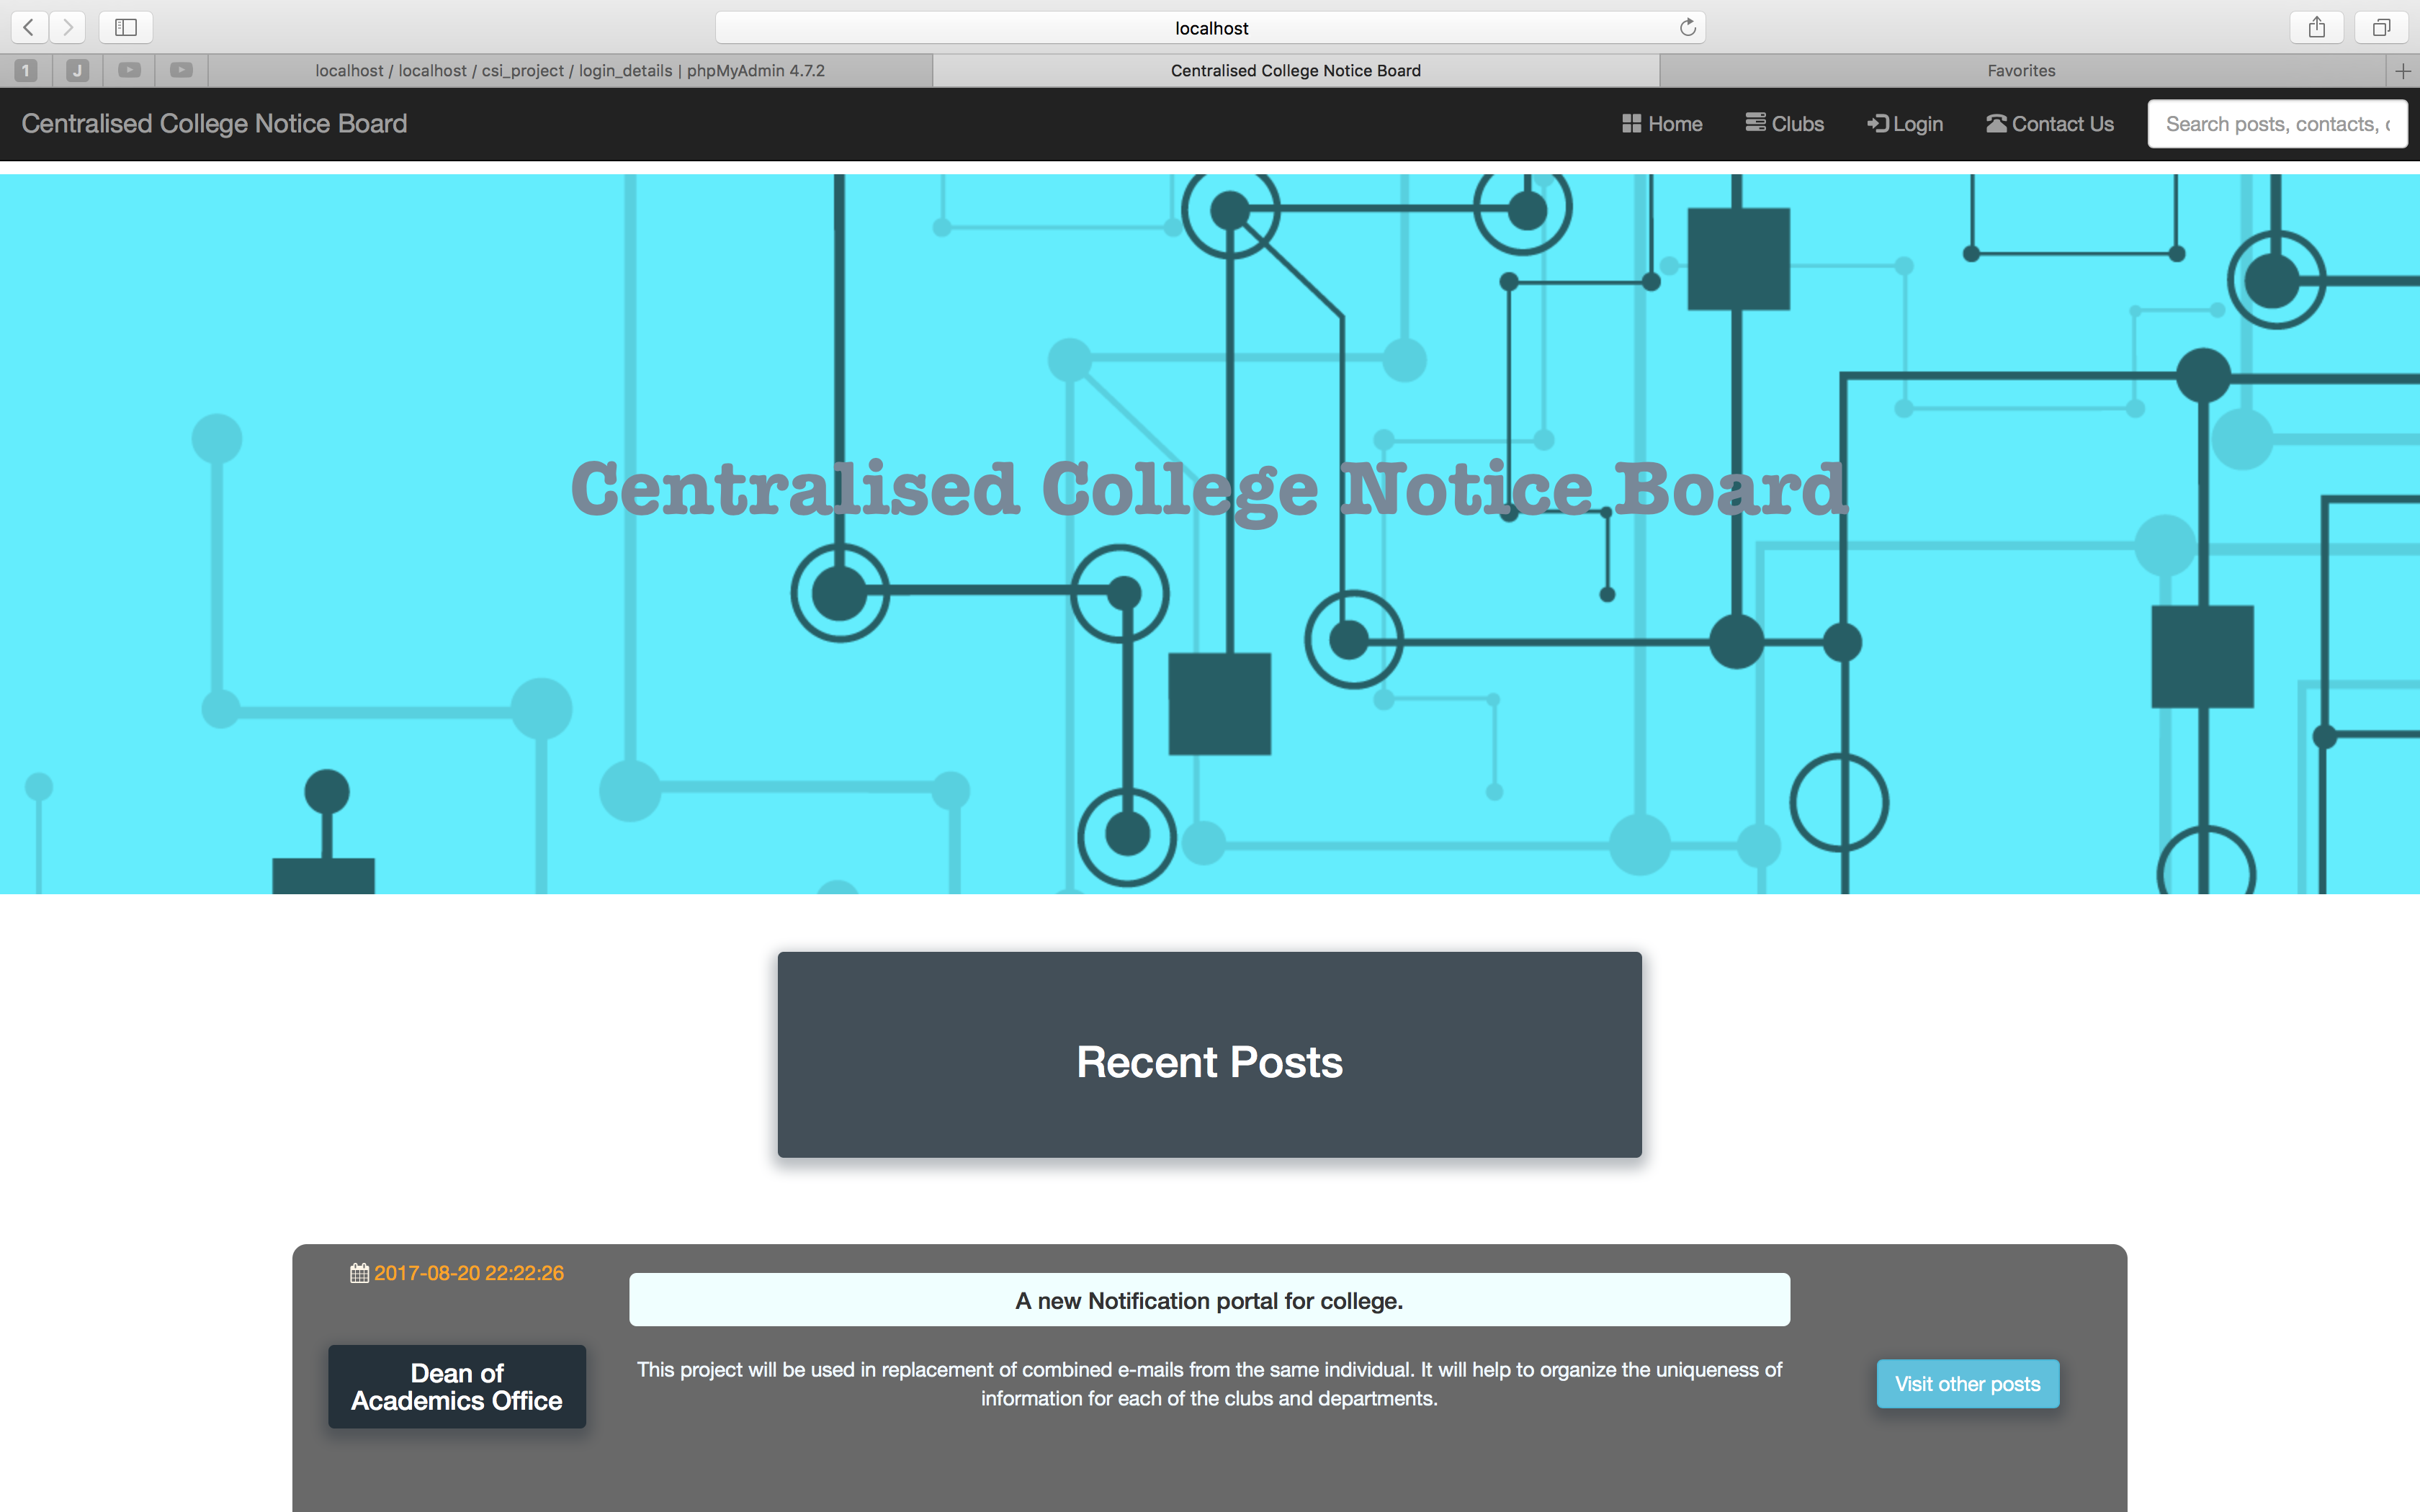 localhost
1
J
localhost / localhost / csi_project / login_details | phpMyAdmin 4.7.2
Centralised College Notice Board
Favorites
Centralised College Notice Board
Home
Clubs
Login
Contact Us
Search posts, contacts,
Centralised College Notice Board
Recent Posts
2017-08-20 22:22:26
A new Notification portal for college.
Dean of
Academics Office
This project will be used in replacement of combined e-mails from the same individual. It will help to organize the uniqueness of
information for each of the clubs and departments.
Visit other posts